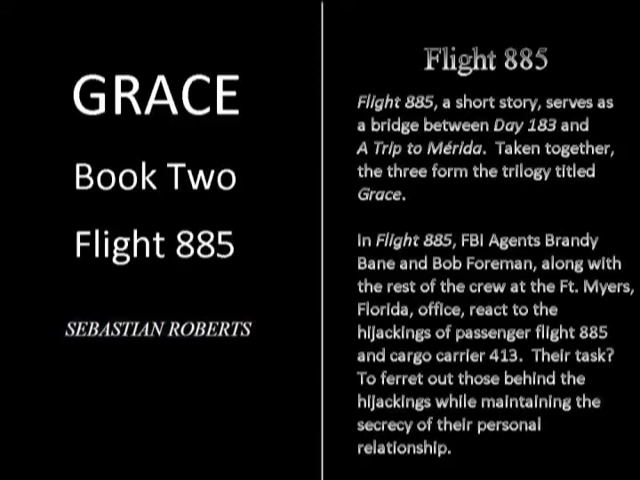 GRACE
Book Two
Flight 885
SEBASTIAN ROBERTS
Flight 885
Flight 885, a short story, serves as
a bridge between Day 183 and
A Trip to Mérida. Taken together,
the three form the trilogy titled
Grace.
In Flight 885, FBI Agents Brandy
Bane and Bob Foreman, along with
the rest of the crew at the Ft. Myers,
Florida, office, react to the
hijackings of passenger flight 885
and cargo carrier 413. Their task?
To ferret out those behind the
hijackings while maintaining the
secrecy of their personal
relationship.